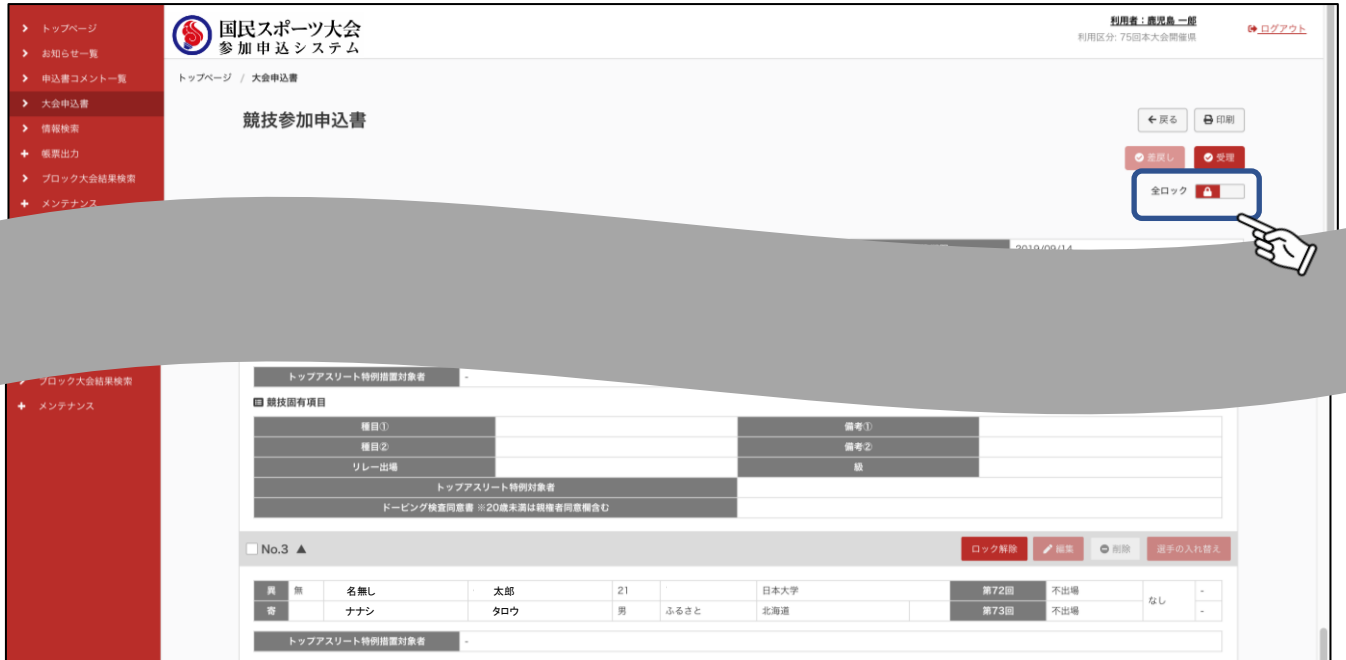 トップページ
お知らせ一覧
申込書コメント一覧
大会申込書
情報検索
帳票出力
ブロック大会結果検索
メンテナンス
国民スポーツ大会
参加申込システム
利用者：鹿児島 一郎
利用区分: 75回本大会開催県
ログアウト
トップページ / 大会申込書
競技参加申込書
戻る 印刷
差戻し 受理
全ロック
2019/09/14
ブロック大会結果検索
メンテナンス
トップアスリート特例措置対象者 -
競技固有項目
種目① 備考①
種目② 備考②
リレー出場 級
トップアスリート特例対象者
ドーピング検査同意書 ※20歳未満は親権者同意欄含む
No.3 ▲ ロック解除 編集 削除 選手の入れ替え
異 無 名無し 太郎 21 日本大学 第72回 不出場 なし -
寄 ナナシ タロウ 男 ふるさと 北海道 第73回 不出場 -
トップアスリート特例措置対象者 -